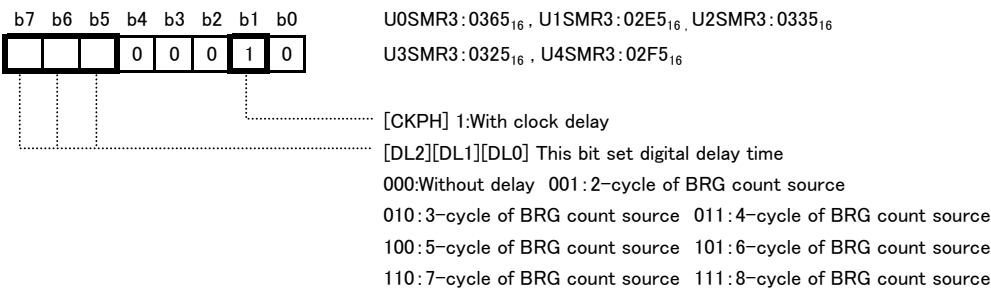 b7 b6 b5 b4 b3 b2 b1 b0 U0SMR3:0365₁₆, U1SMR3:02E5₁₆, U2SMR3:0335₁₆
0 0 0 1 0 U3SMR3:0325₁₆, U4SMR3:02F5₁₆
[CKPH] 1:With clock delay
[DL2][DL1][DL0] This bit set digital delay time
000:Without delay 001:2-cycle of BRG count source
010:3-cycle of BRG count source 011:4-cycle of BRG count source
100:5-cycle of BRG count source 101:6-cycle of BRG count source
110:7-cycle of BRG count source 111:8-cycle of BRG count source